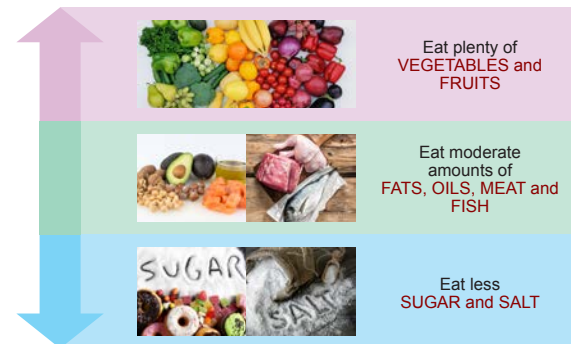 Eat plenty of
VEGETABLES and
FRUITS
Eat moderate
amounts of
FATS, OILS, MEAT and
FISH
SUGAR
SALT
Eat less
SUGAR and SALT